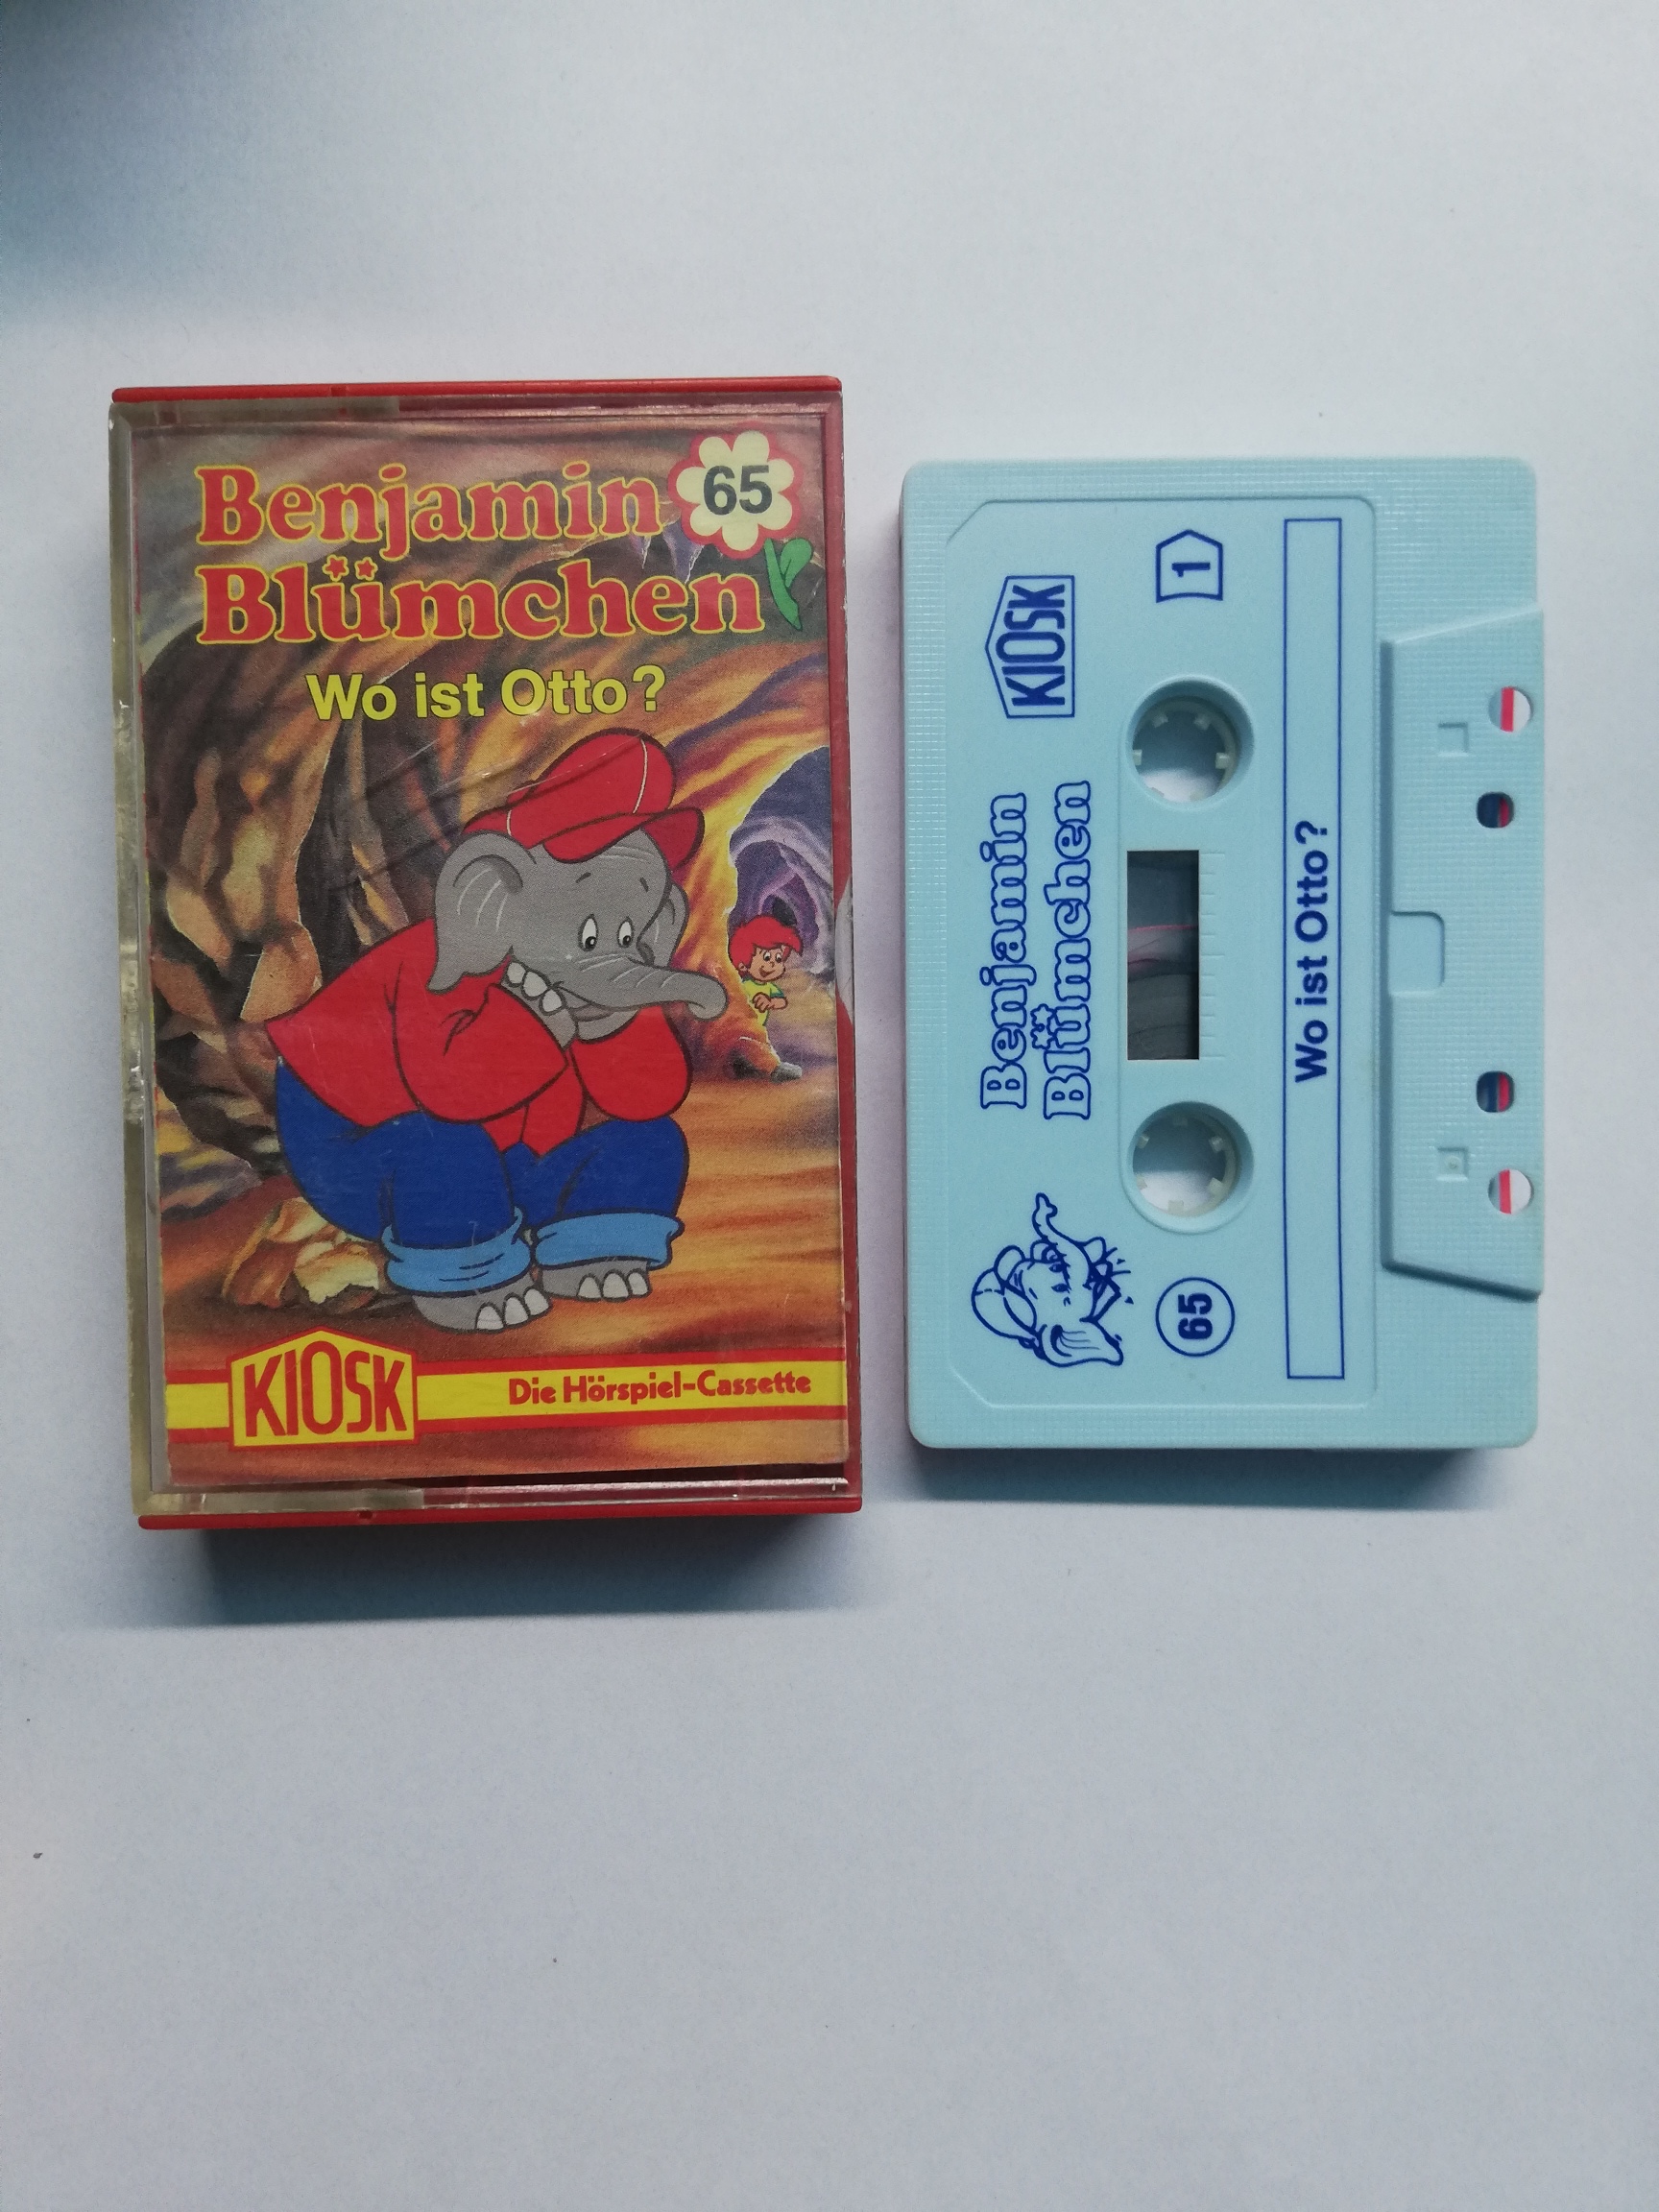 Benjamin
Blümchen
65
Wo ist Otto?
KIOSK
Die Hörspiel-Cassette
KIOSK
1
Benjamin
Blümchen
65
Wo ist Otto?